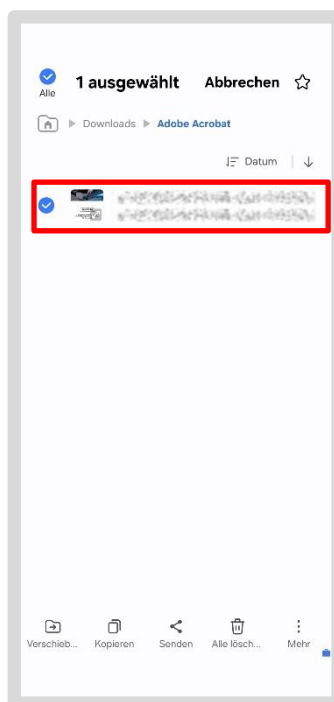 Alle
1 ausgewählt Abbrechen
Downloads Adobe Acrobat
Datum
Verschieb... Kopieren Senden Alle lösch... Mehr